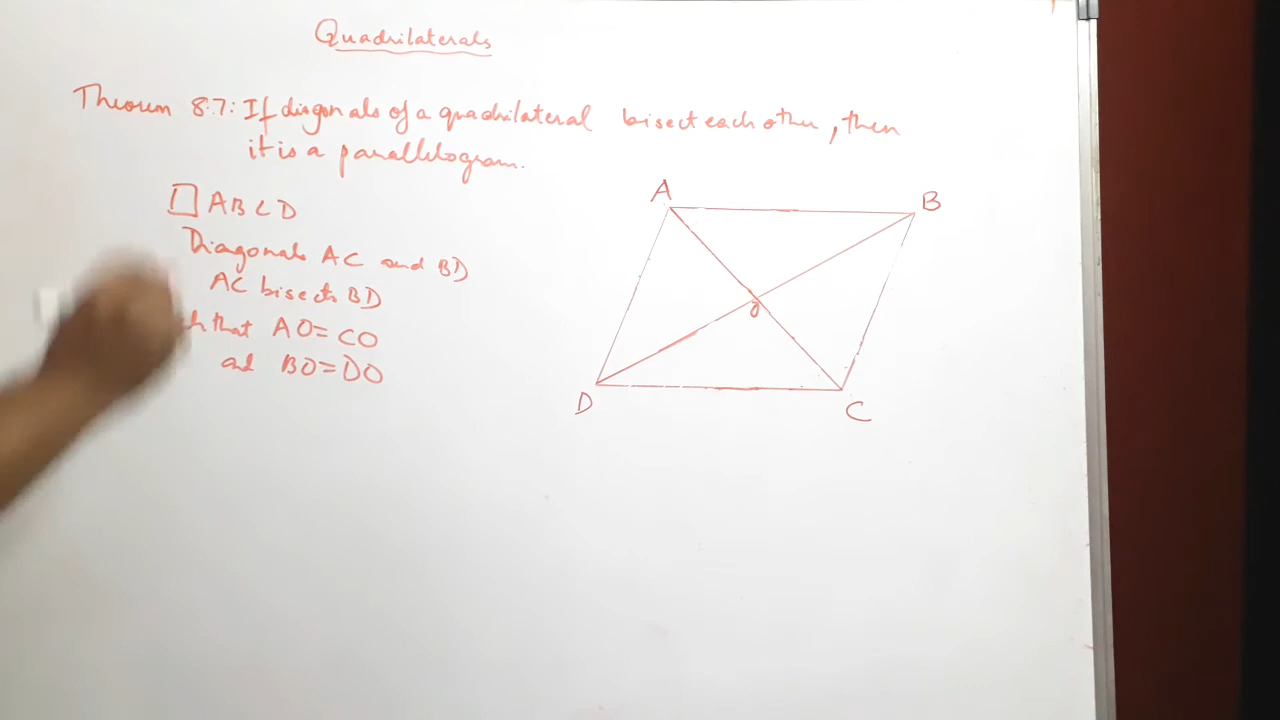 Quadrilaterals
Theorem 8.7: If diagonals of a quadrilateral bisect each other, then
it is a parallelogram.
□ ABCD
Diagonals AC and BD
AC bisects BD
that AO=CO
and BO=DO
A
B
O
D
C